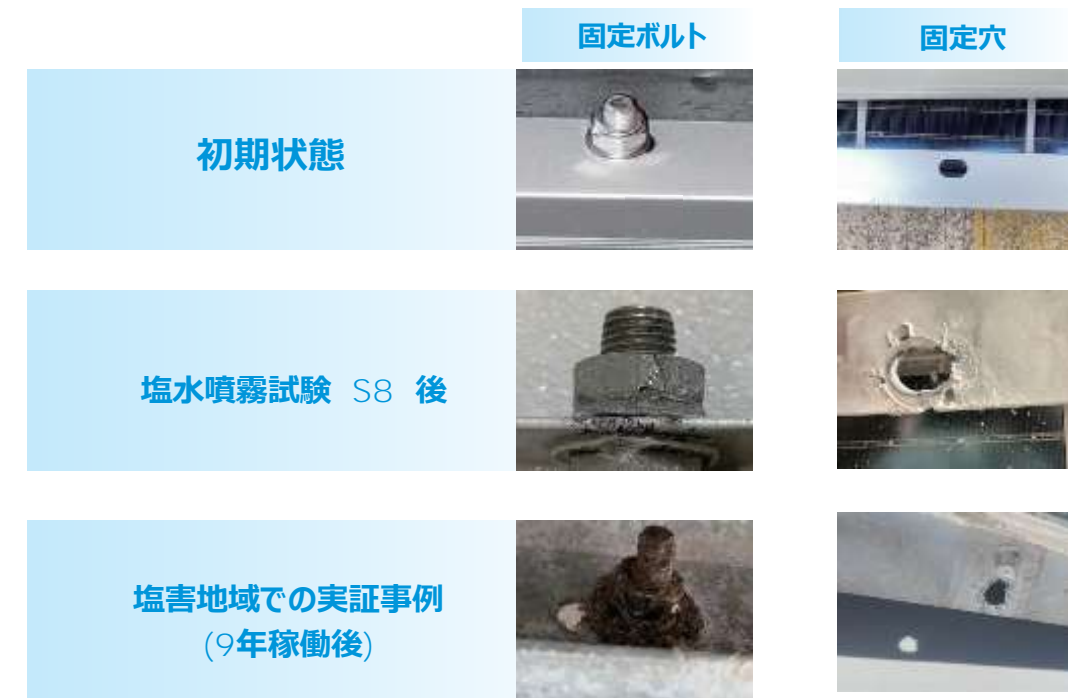 固定ボルト
固定穴
初期状態
塩水噴霧試験 S8 後
塩害地域での実証事例
(9年稼働後)